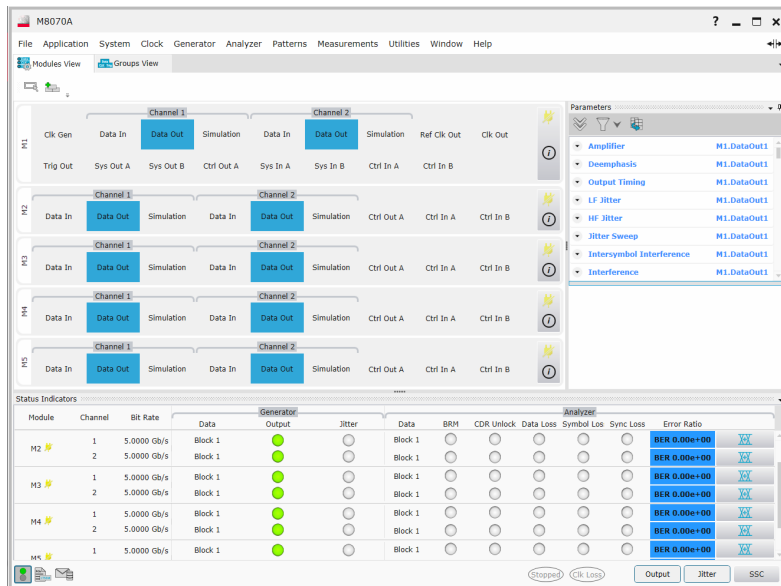 M8070A
?
File Application System Clock Generator Analyzer Patterns Measurements Utilities Window Help
Modules View Groups View
M1
Channel 1 Channel 2
Clk Gen Data In Data Out Simulation Data In Data Out Simulation Ref Clk Out Clk Out
Trig Out Sys Out A Sys Out B Ctrl Out A Sys In A Sys In B Ctrl In A Ctrl In B
M2
Channel 1 Channel 2
Data In Data Out Simulation Data In Data Out Simulation Ctrl Out A Ctrl In A Ctrl In B
M3
Channel 1 Channel 2
Data In Data Out Simulation Data In Data Out Simulation Ctrl Out A Ctrl In A Ctrl In B
M4
Channel 1 Channel 2
Data In Data Out Simulation Data In Data Out Simulation Ctrl Out A Ctrl In A Ctrl In B
M5
Channel 1 Channel 2
Data In Data Out Simulation Data In Data Out Simulation Ctrl Out A Ctrl In A Ctrl In B
Parameters
Amplifier M1.DataOut1
Deemphasis M1.DataOut1
Output Timing M1.DataOut1
LF Jitter M1.DataOut1
HF Jitter M1.DataOut1
Jitter Sweep M1.DataOut1
Intersymbol Interference M1.DataOut1
Interference M1.DataOut1
Status Indicators
Generator Analyzer
Module Channel Bit Rate Data Output Jitter Data BRM CDR Unlock Data Loss Symbol Los Sync Loss Error Ratio
M2
1 5.0000 Gb/s Block 1 Block 1 BER 0.00e+00
2 5.0000 Gb/s Block 1 Block 1 BER 0.00e+00
M3
1 5.0000 Gb/s Block 1 Block 1 BER 0.00e+00
2 5.0000 Gb/s Block 1 Block 1 BER 0.00e+00
M4
1 5.0000 Gb/s Block 1 Block 1 BER 0.00e+00
2 5.0000 Gb/s Block 1 Block 1 BER 0.00e+00
M5
1 5.0000 Gb/s Block 1 Block 1 BER 0.00e+00
Stopped Clk Loss Output Jitter SSC